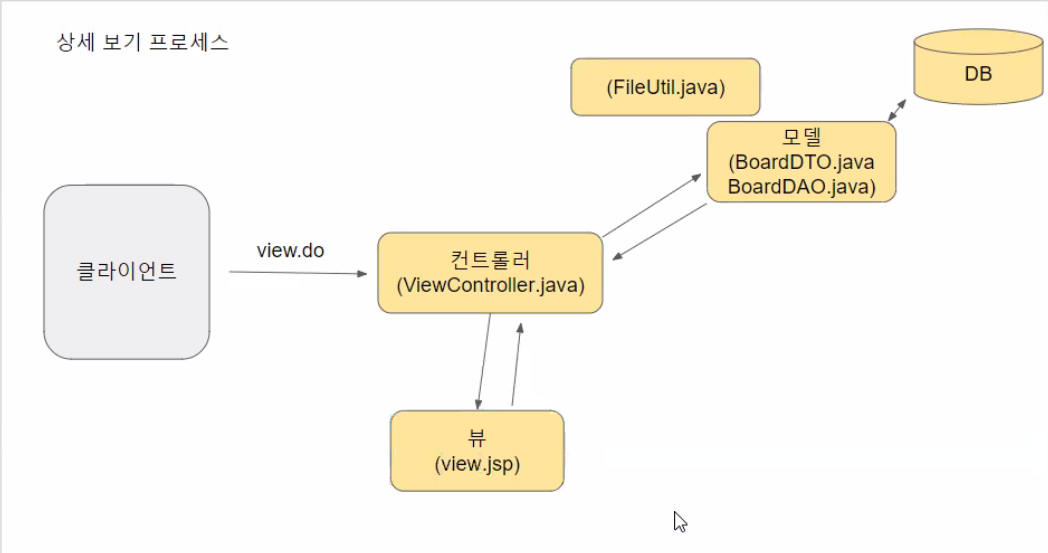 상세 보기 프로세스
DB
(FileUtil.java)
모델
(BoardDTO.java
BoardDAO.java)
view.do
클라이언트
컨트롤러
(ViewController.java)
뷰
(view.jsp)